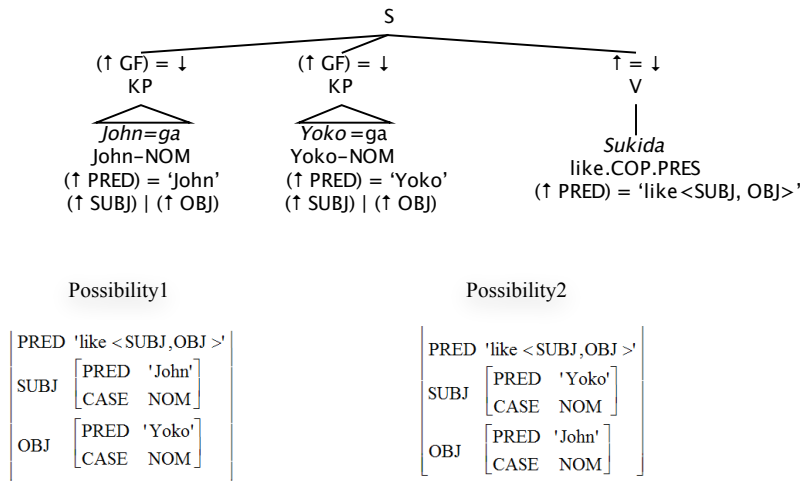 S
(↑ GF) = ↓ (↑ GF) = ↓ ↑ = ↓
KP KP V
John=ga Yoko =ga Sukida
John-NOM Yoko-NOM like.COP.PRES
(↑ PRED) = ‘John’ (↑ PRED) = ‘Yoko’ (↑ PRED) = ‘like<SUBJ, OBJ>’
(↑ SUBJ) | (↑ OBJ) (↑ SUBJ) | (↑ OBJ)
Possibility1 Possibility2
PRED 'like <SUBJ,OBJ >' PRED 'like <SUBJ,OBJ >'
SUBJ [PRED 'John' SUBJ [PRED 'Yoko'
CASE NOM] CASE NOM]
OBJ [PRED 'Yoko' OBJ [PRED 'John'
CASE NOM] CASE NOM]